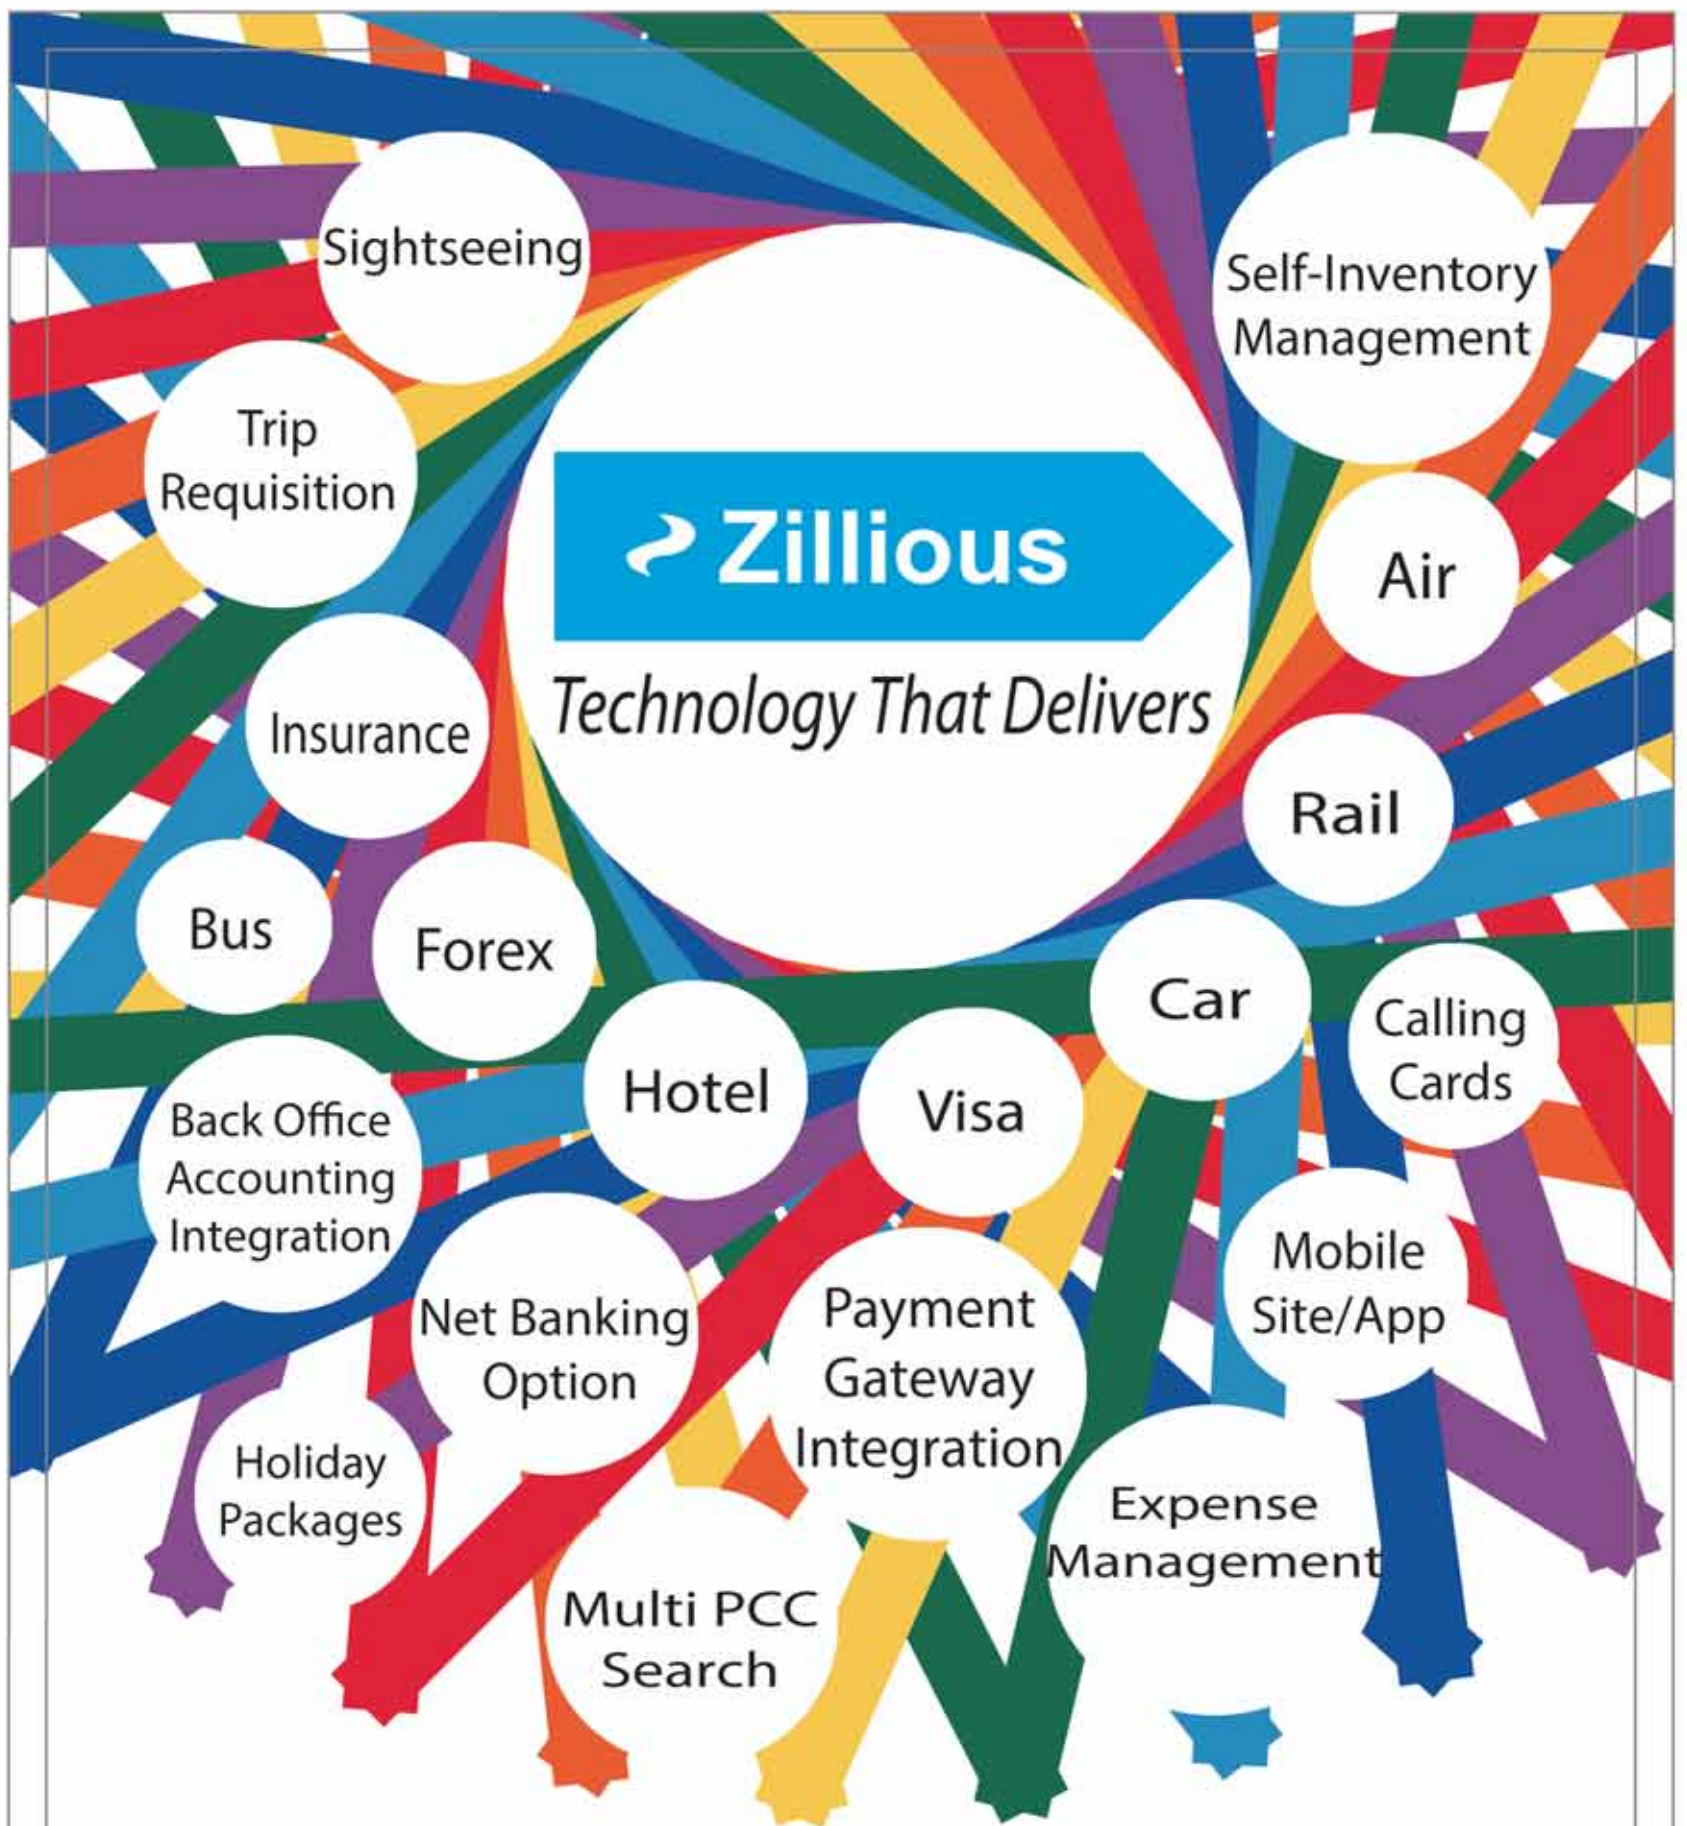 Sightseeing
Self-Inventory
Management
Trip
Requisition
Zillious
Air
Technology That Delivers
Insurance
Rail
Bus
Forex
Car
Calling
Cards
Hotel
Visa
Back Office
Accounting
Integration
Mobile
Site/App
Net Banking
Option
Payment
Gateway
Integration
Holiday
Packages
Expense
Management
Multi PCC
Search